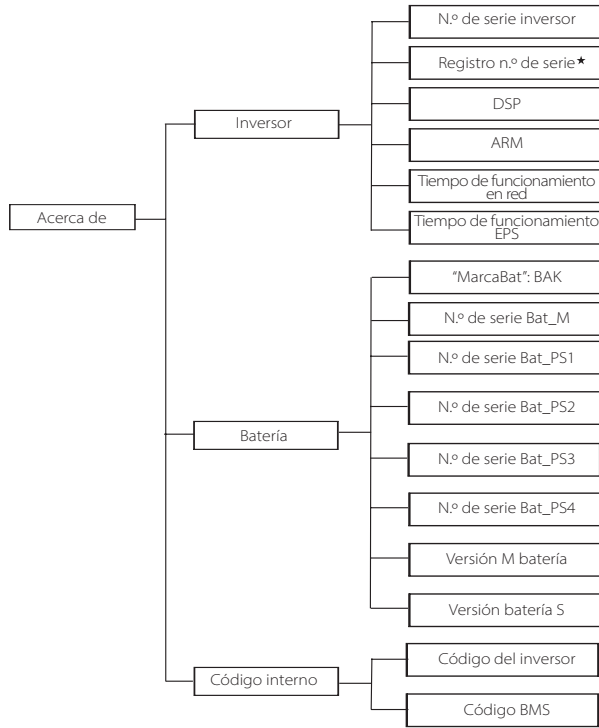 N.º de serie inversor
Registro n.º de serie★
Inversor
DSP
ARM
Tiempo de funcionamiento
en red
Acerca de
Tiempo de funcionamiento
EPS
“MarcaBat”: BAK
N.º de serie Bat_M
N.º de serie Bat_PS1
N.º de serie Bat_PS2
Batería
N.º de serie Bat_PS3
N.º de serie Bat_PS4
Versión M batería
Versión batería S
Código interno
Código del inversor
Código BMS